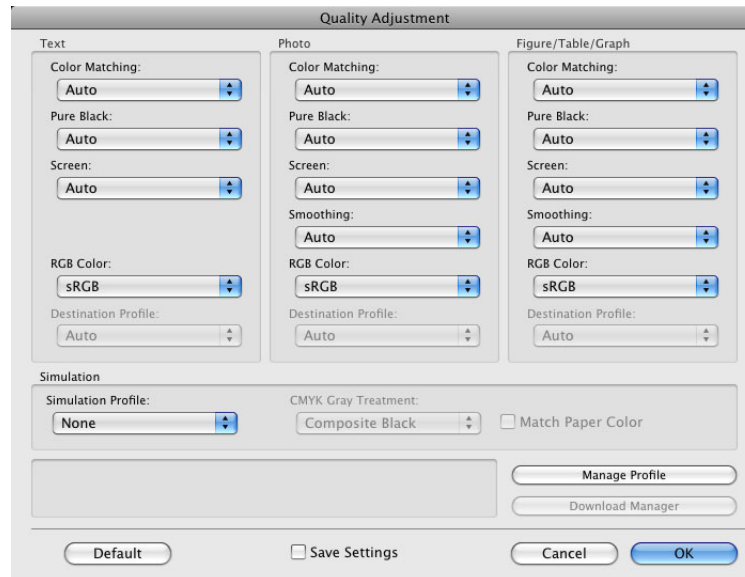 Quality Adjustment
Text
Color Matching:
Auto
Pure Black:
Auto
Screen:
Auto
RGB Color:
sRGB
Destination Profile:
Auto
Photo
Color Matching:
Auto
Pure Black:
Auto
Screen:
Auto
Smoothing:
Auto
RGB Color:
sRGB
Destination Profile:
Auto
Figure/Table/Graph
Color Matching:
Auto
Pure Black:
Auto
Screen:
Auto
Smoothing:
Auto
RGB Color:
sRGB
Destination Profile:
Auto
Simulation
Simulation Profile:
None
CMYK Gray Treatment:
Composite Black
Match Paper Color
Manage Profile
Download Manager
Default
Save Settings
Cancel
OK